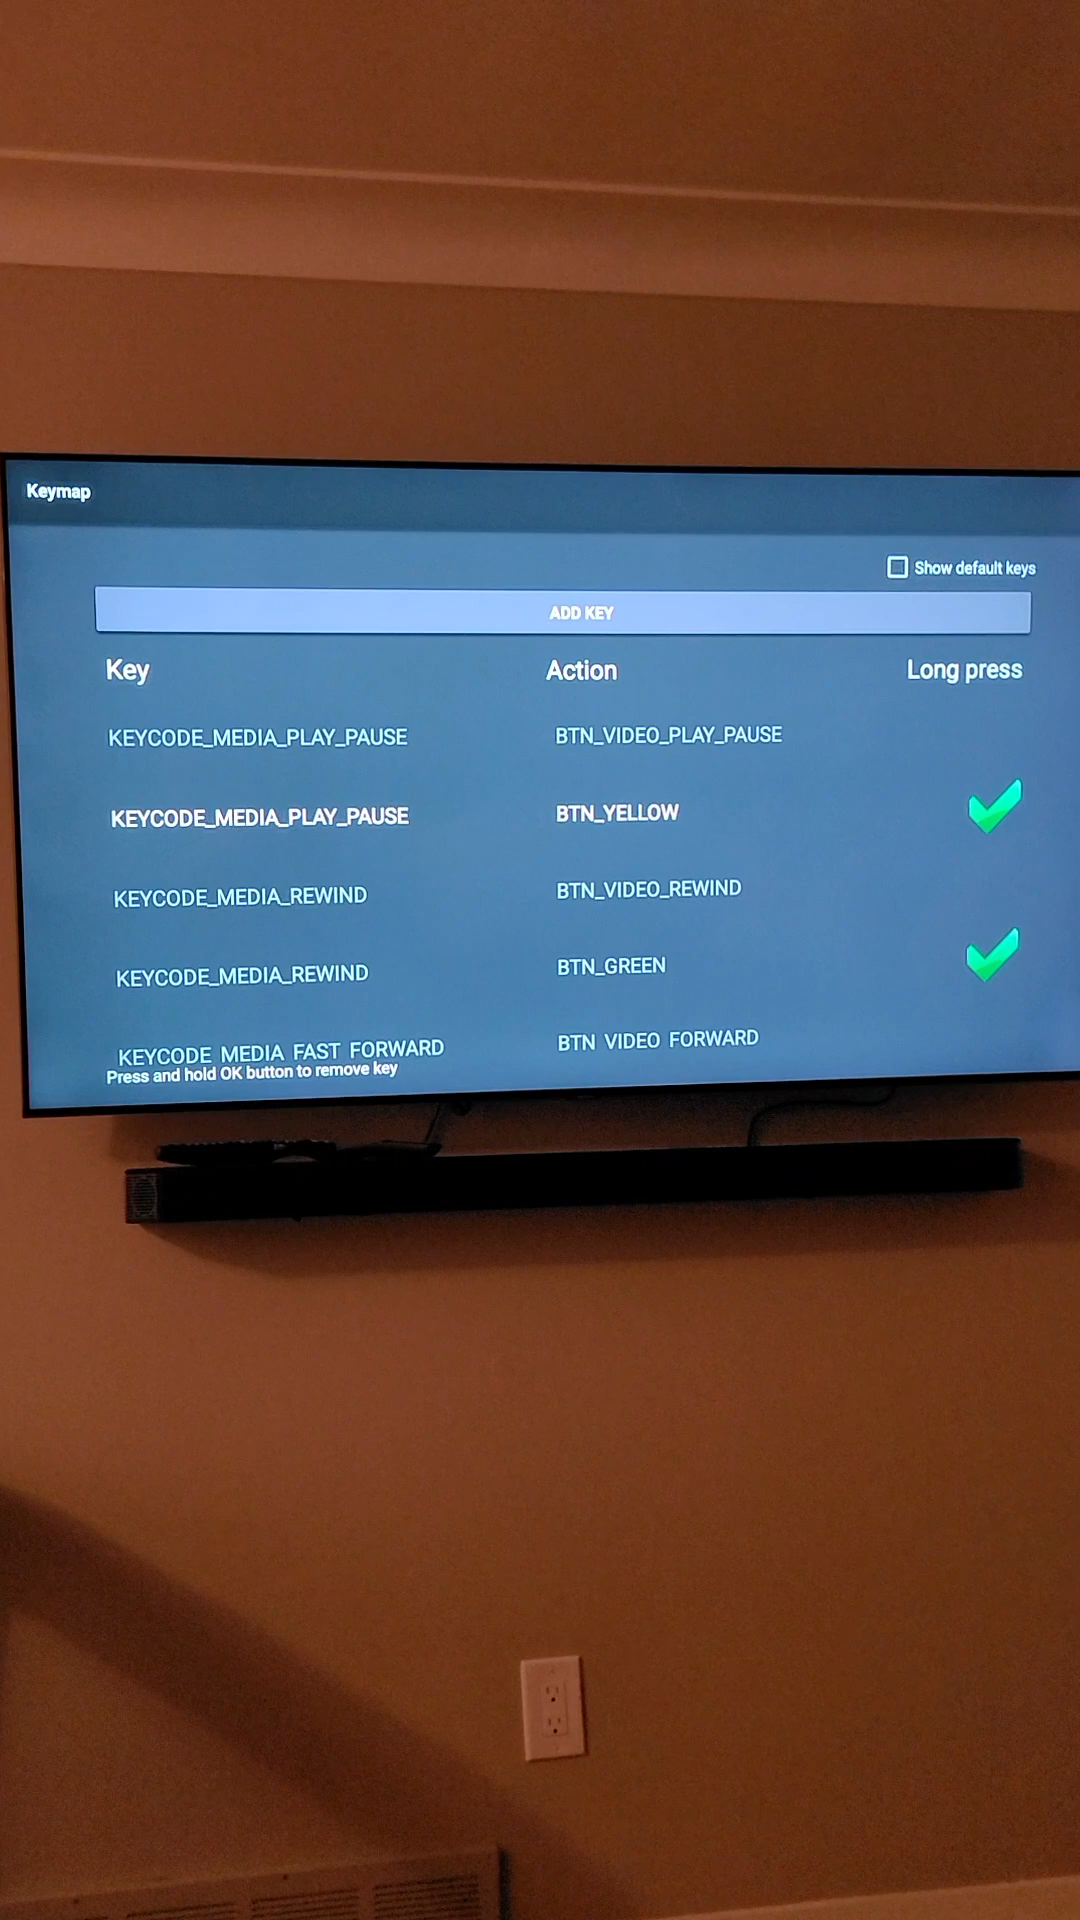 Keymap
Show default keys
ADD KEY
Key Action Long press
KEYCODE_MEDIA_PLAY_PAUSE BTN_VIDEO_PLAY_PAUSE
KEYCODE_MEDIA_PLAY_PAUSE BTN_YELLOW
KEYCODE_MEDIA_REWIND BTN_VIDEO_REWIND
KEYCODE_MEDIA_REWIND BTN_GREEN
KEYCODE_MEDIA_FAST_FORWARD BTN_VIDEO_FORWARD
Press and hold OK button to remove key